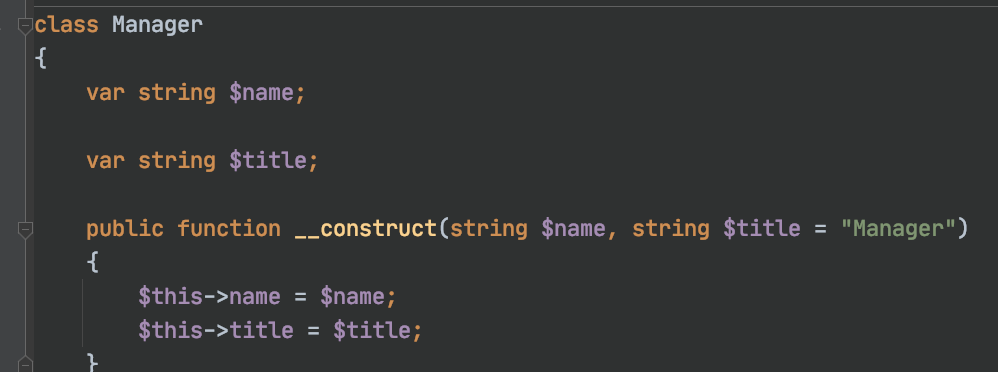 class Manager
{
var string $name;
var string $title;
public function __construct(string $name, string $title = "Manager")
{
$this->name = $name;
$this->title = $title;
}